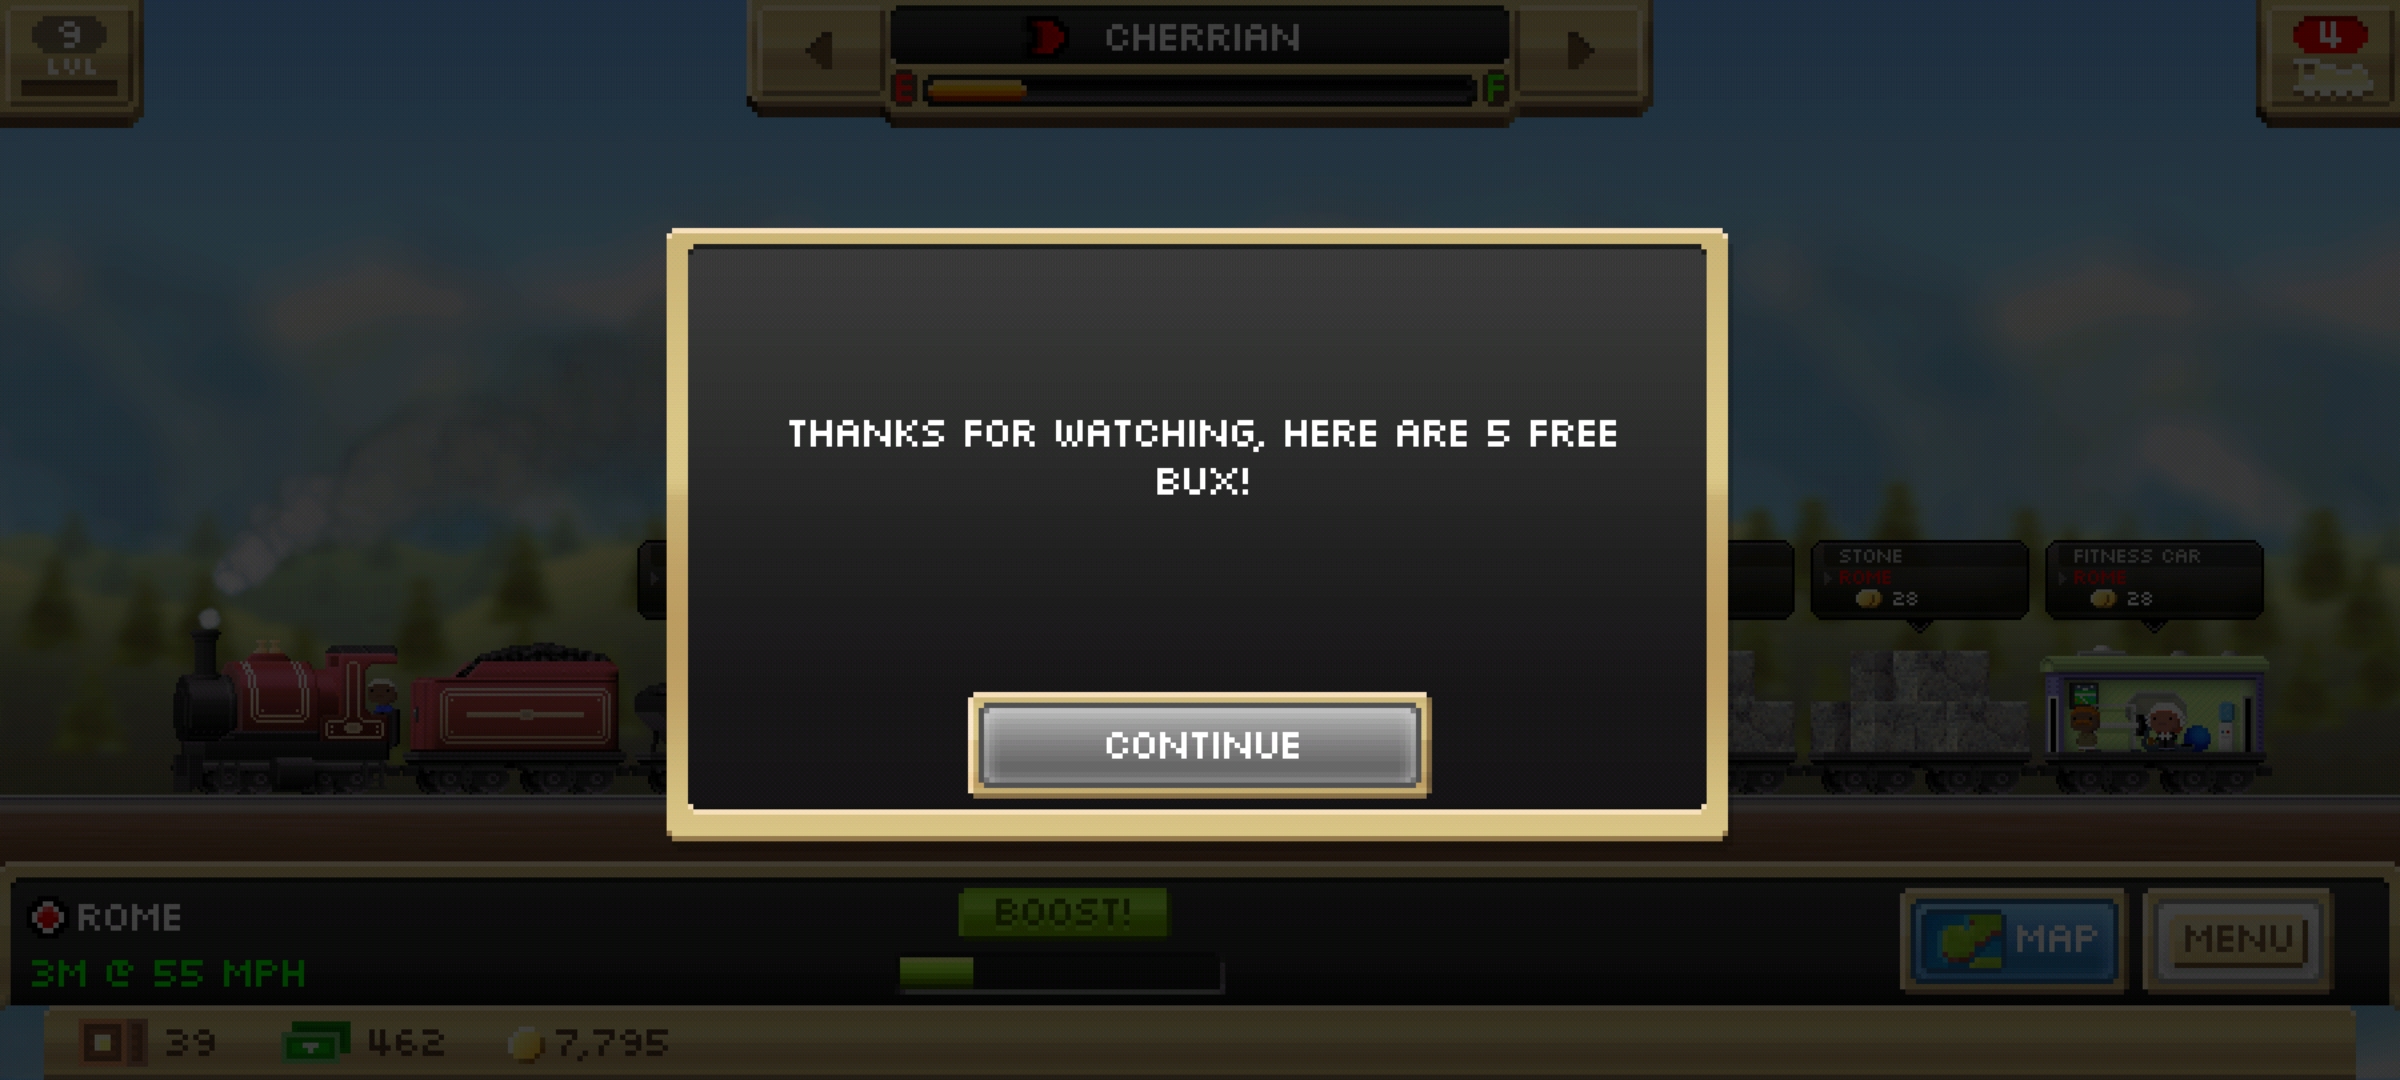 9
LVL
CHERRIAN
E
F
4
THANKS FOR WATCHING, HERE ARE 5 FREE
BUX!
STONE
ROME
28
FITNESS CAR
ROME
28
CONTINUE
ROME
3M @ 55 MPH
BOOST!
MAP
MENU
39
462
7,795